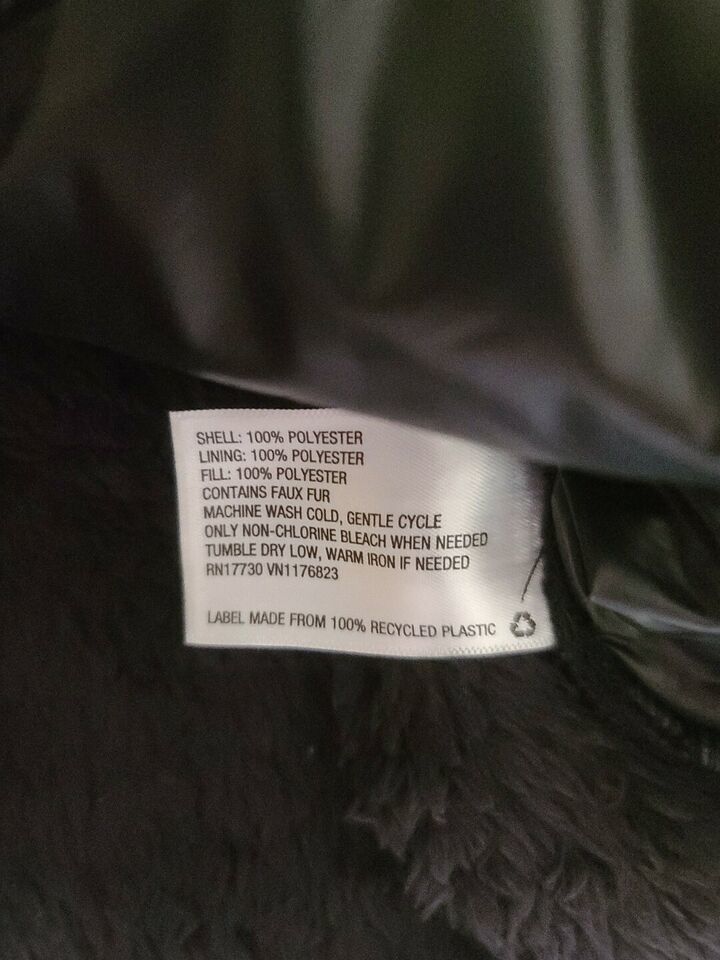 SHELL: 100% POLYESTER
LINING: 100% POLYESTER
FILL: 100% POLYESTER
CONTAINS FAUX FUR
MACHINE WASH COLD, GENTLE CYCLE
ONLY NON-CHLORINE BLEACH WHEN NEEDED
TUMBLE DRY LOW, WARM IRON IF NEEDED
RN17730 VN1176823
LABEL MADE FROM 100% RECYCLED PLASTIC